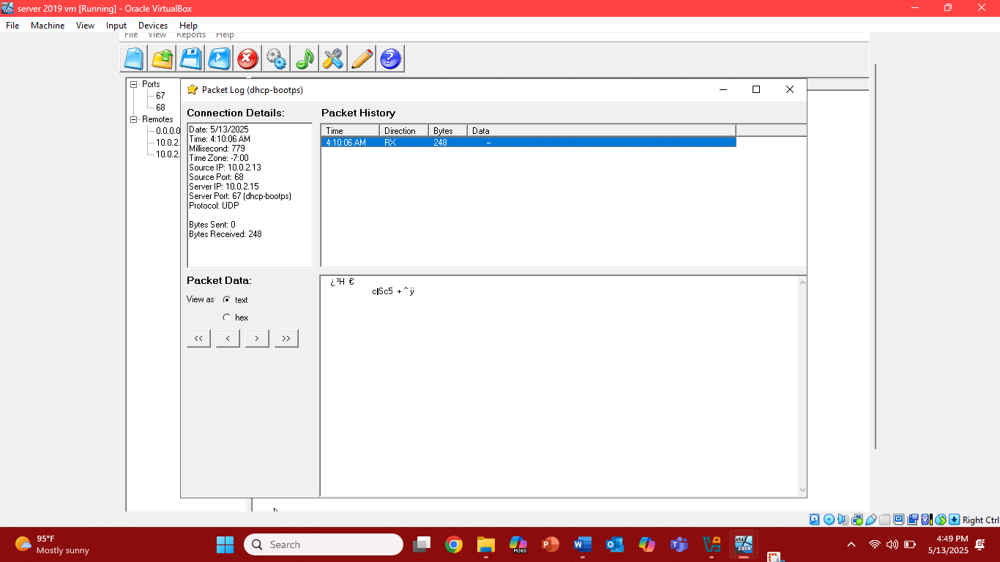 server 2019 vm [Running] - Oracle VirtualBox
File Machine View Input Devices Help
File View Reports Help
Ports
67
68
Remotes
0.0.0.0
10.0.2.
10.0.2.
Packet Log (dhcp-bootps)
Connection Details:
Date: 5/13/2025
Time: 4:10:06 AM
Millisecond: 779
Time Zone: -7:00
Source IP: 10.0.2.13
Source Port: 68
Server IP: 10.0.2.15
Server Port: 67 (dhcp-bootps)
Protocol: UDP
Bytes Sent: 0
Bytes Received: 248
Packet History
Time Direction Bytes Data
4:10:06 AM RX 248 –
Packet Data:
View as text
hex
<< < > >>
¿³H €
c‚Sc5 + ^ ÿ
Right Ctrl
95°F
Mostly sunny
Search
M365
x64
2019
4:49 PM
5/13/2025